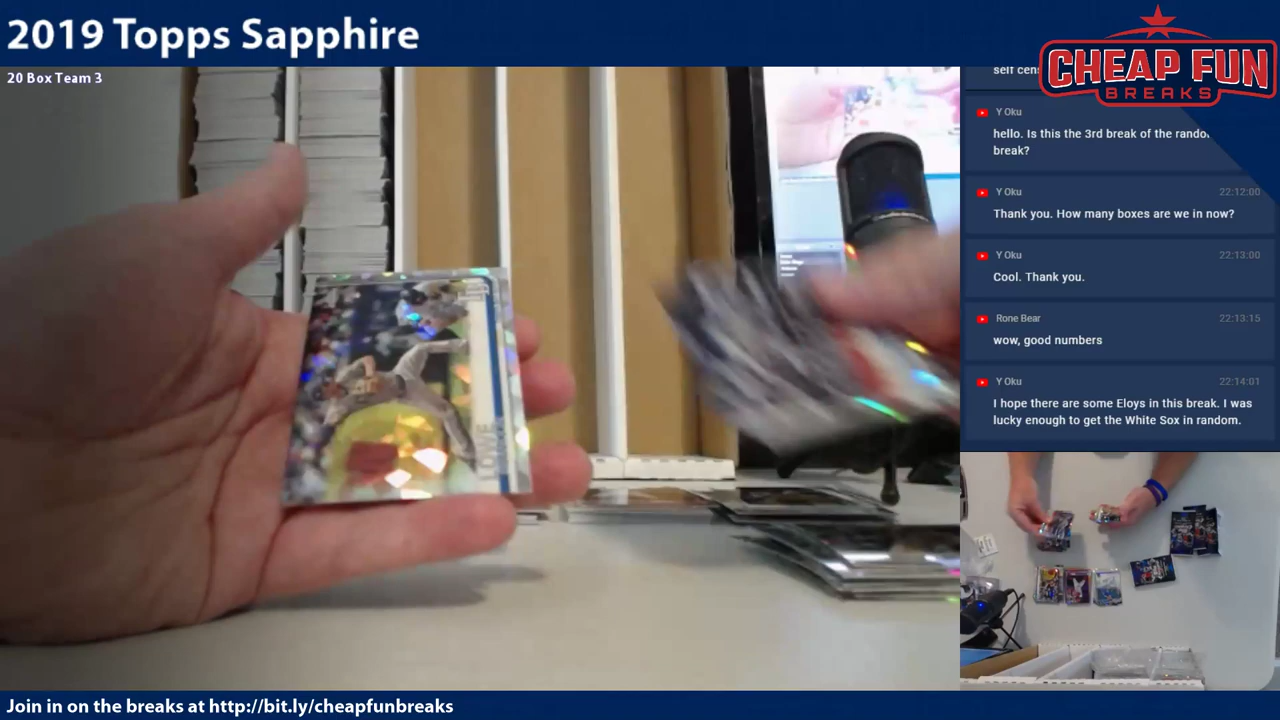 2019 Topps Sapphire
20 Box Team 3
CHEAP FUN
BREAKS
self cens
Y Oku
hello. Is this the 3rd break of the rando
break?
Y Oku 22:12:00
Thank you. How many boxes are we in now?
Y Oku 22:13:00
Cool. Thank you.
Rone Bear 22:13:15
wow, good numbers
Y Oku 22:14:01
I hope there are some Eloys in this break. I was
lucky enough to get the White Sox in random.
LOWE
Join in on the breaks at http://bit.ly/cheapfunbreaks